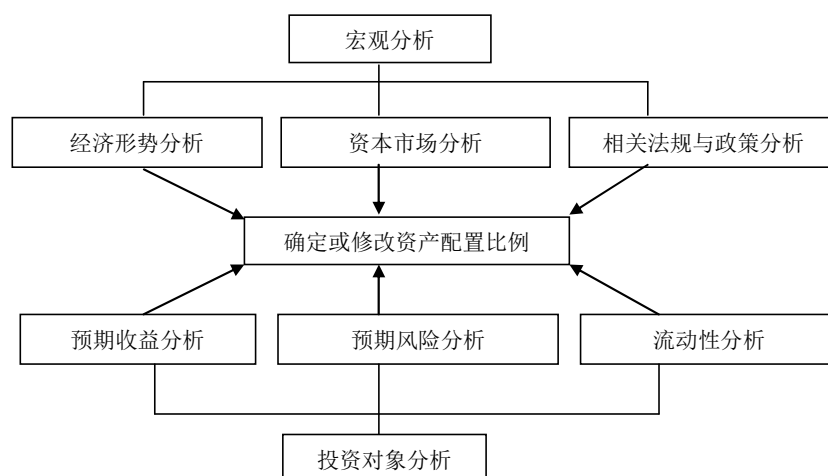 宏观分析
经济形势分析
资本市场分析
相关法规与政策分析
确定或修改资产配置比例
预期收益分析
预期风险分析
流动性分析
投资对象分析